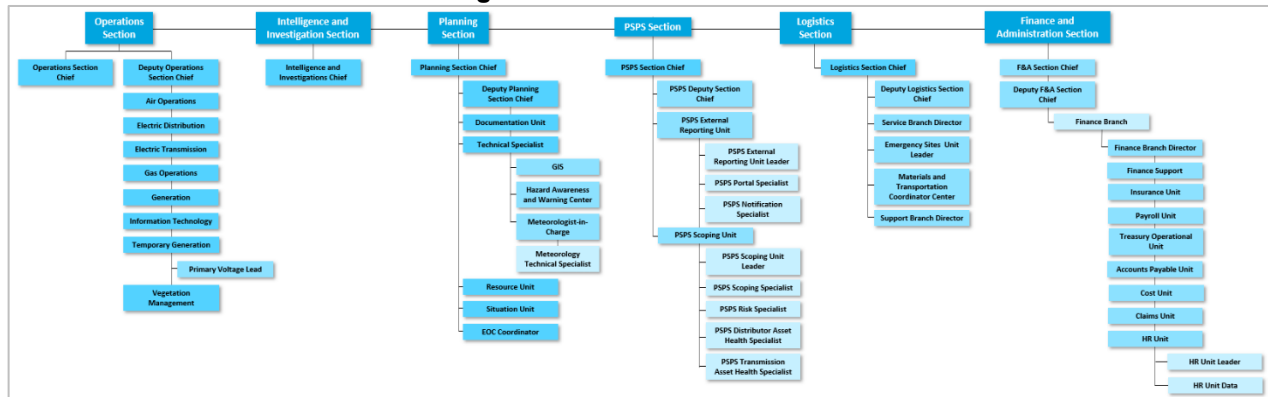 Operations
Section
Intelligence and
Investigation Section
Planning
Section
PSPS Section
Logistics
Section
Finance and
Administration Section
Operations Section
Chief
Deputy Operations
Section Chief
Air Operations
Electric Distribution
Electric Transmission
Gas Operations
Generation
Information Technology
Temporary Generation
Primary Voltage Lead
Vegetation
Management
Intelligence and
Investigations Chief
Planning Section Chief
Deputy Planning
Section Chief
Documentation Unit
Technical Specialist
GIS
Hazard Awareness
and Warning Center
Meteorologist-in-
Charge
Meteorology
Technical Specialist
Resource Unit
Situation Unit
EOC Coordinator
PSPS Section Chief
PSPS Deputy Section
Chief
PSPS External
Reporting Unit
PSPS External
Reporting Unit Leader
PSPS Portal Specialist
PSPS Notification
Specialist
PSPS Scoping Unit
PSPS Scoping Unit
Leader
PSPS Scoping Specialist
PSPS Risk Specialist
PSPS Distributor Asset
Health Specialist
PSPS Transmission
Asset Health Specialist
Logistics Section Chief
Deputy Logistics Section
Chief
Service Branch Director
Emergency Sites Unit
Leader
Materials and
Transportation
Coordinator Center
Support Branch Director
F&A Section Chief
Deputy F&A Section
Chief
Finance Branch
Finance Branch Director
Finance Support
Insurance Unit
Payroll Unit
Treasury Operational
Unit
Accounts Payable Unit
Cost Unit
Claims Unit
HR Unit
HR Unit Leader
HR Unit Data